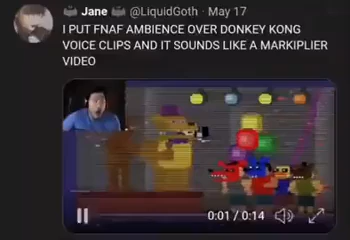 Jane @LiquidGoth · May 17
I PUT FNAF AMBIENCE OVER DONKEY KONG
VOICE CLIPS AND IT SOUNDS LIKE A MARKIPLIER
VIDEO
0:01 / 0:14